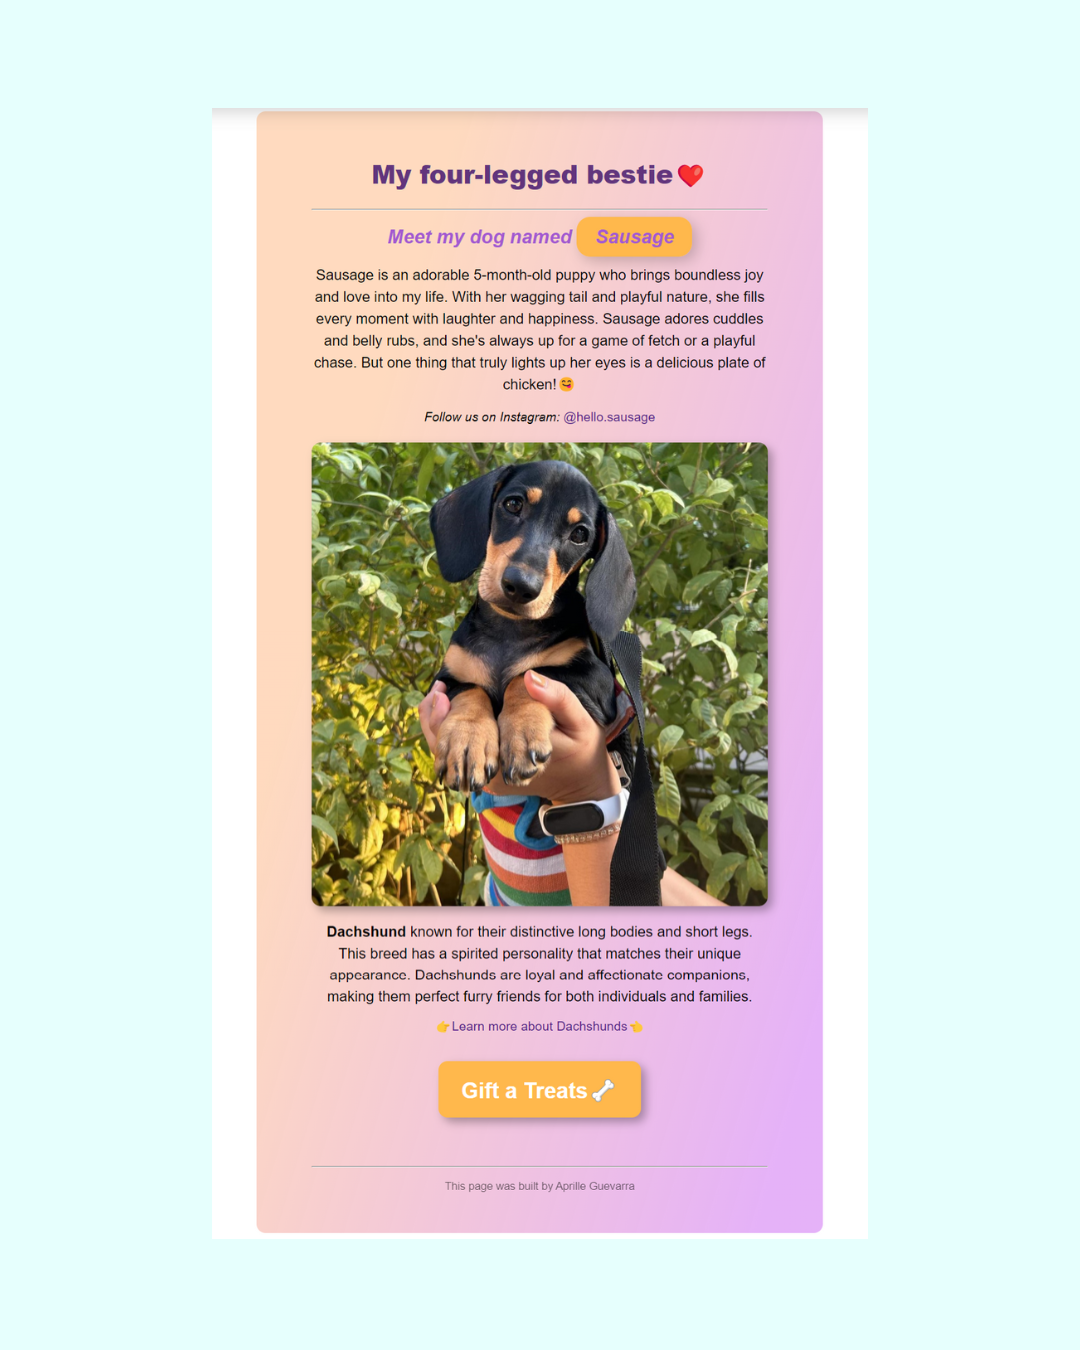 My four-legged bestie❤️
Meet my dog named Sausage
Sausage is an adorable 5-month-old puppy who brings boundless joy
and love into my life. With her wagging tail and playful nature, she fills
every moment with laughter and happiness. Sausage adores cuddles
and belly rubs, and she's always up for a game of fetch or a playful
chase. But one thing that truly lights up her eyes is a delicious plate of
chicken!😋
Follow us on Instagram: @hello.sausage
Dachshund known for their distinctive long bodies and short legs.
This breed has a spirited personality that matches their unique
appearance. Dachshunds are loyal and affectionate companions,
making them perfect furry friends for both individuals and families.
👉Learn more about Dachshunds👈
Gift a Treats🦴
This page was built by Aprille Guevarra